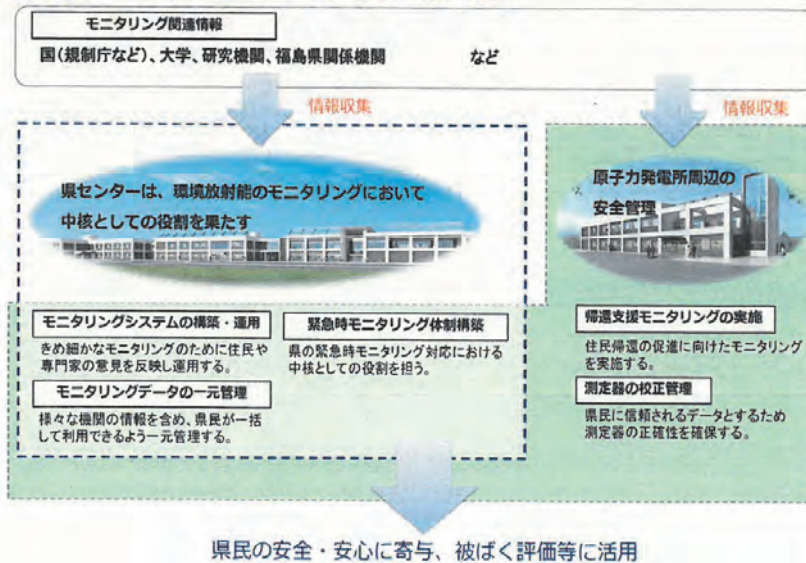 モニタリング関連情報
国(規制庁など)、大学、研究機関、福島県関係機関　など
情報収集
情報収集
県センターは、環境放射能のモニタリングにおいて
中核としての役割を果たす
原子力発電所周辺の
安全管理
モニタリングシステムの構築・運用
きめ細かなモニタリングのために住民や
専門家の意見を反映し運用する。
モニタリングデータの一元管理
様々な機関の情報を含め、県民が一括
して利用できるよう一元管理する。
緊急時モニタリング体制構築
県の緊急時モニタリング対応における
中核としての役割を担う。
帰還支援モニタリングの実施
住民帰還の促進に向けたモニタリング
を実施する。
測定器の校正管理
県民に信頼されるデータとするため
測定器の正確性を確保する。
県民の安全・安心に寄与、被ばく評価等に活用